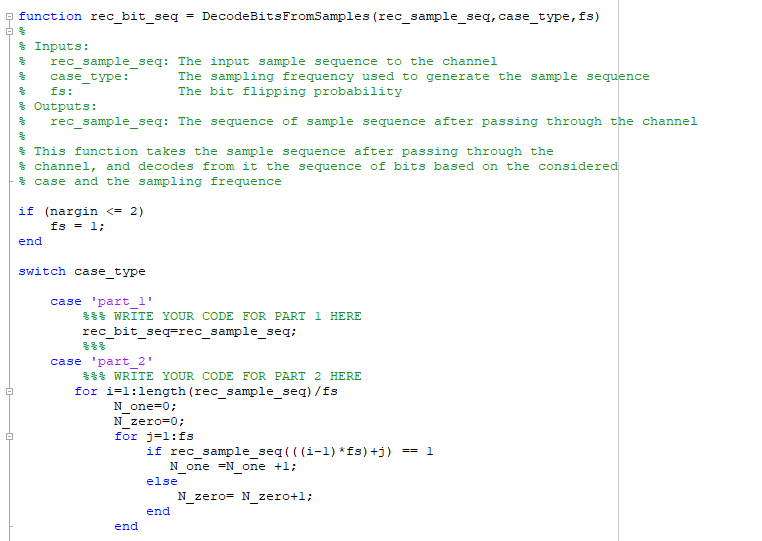 function rec_bit_seq = DecodeBitsFromSamples(rec_sample_seq,case_type,fs)
%
% Inputs:
%   rec_sample_seq: The input sample sequence to the channel
%   case_type:      The sampling frequency used to generate the sample sequence
%   fs:             The bit flipping probability
% Outputs:
%   rec_sample_seq: The sequence of sample sequence after passing through the channel
%
% This function takes the sample sequence after passing through the
% channel, and decodes from it the sequence of bits based on the considered
% case and the sampling frequence

if (nargin <= 2)
    fs = 1;
end

switch case_type

    case 'part_1'
        %%% WRITE YOUR CODE FOR PART 1 HERE
        rec_bit_seq=rec_sample_seq;
        %%%
    case 'part_2'
        %%% WRITE YOUR CODE FOR PART 2 HERE
       for i=1:length(rec_sample_seq)/fs
            N_one=0;
            N_zero=0;
            for j=1:fs
                if rec_sample_seq(((i-1)*fs)+j) == 1
                   N_one =N_one +1;
                else
                    N_zero= N_zero+1;
                end
            end